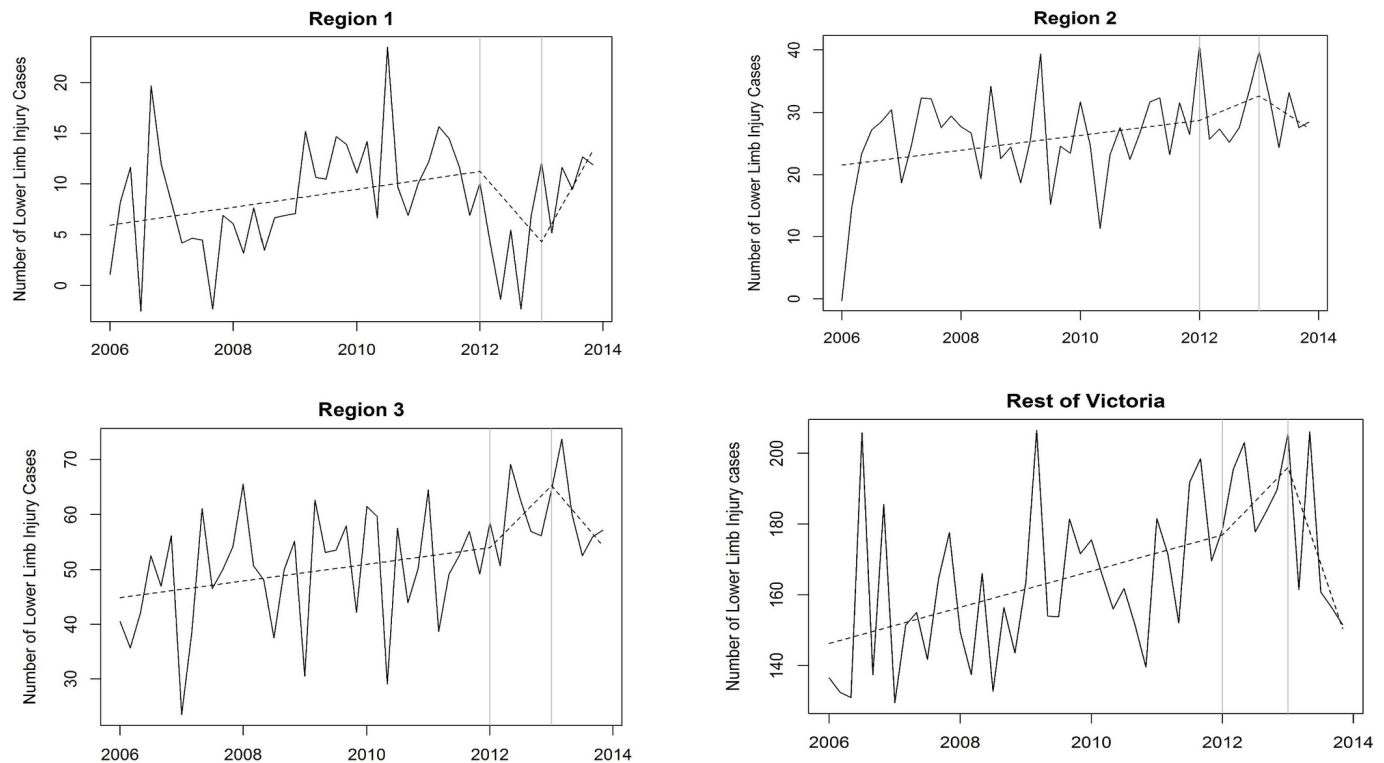 Region 1
Number of Lower Limb Injury Cases
20
15
10
5
0
2006 2008 2010 2012 2014
Region 2
Number of Lower Limb Injury Cases
40
30
20
10
0
2006 2008 2010 2012 2014
Region 3
Number of Lower Limb Injury Cases
70
60
50
40
30
2006 2008 2010 2012 2014
Rest of Victoria
Number of Lower Limb Injury cases
200
180
160
140
2006 2008 2010 2012 2014